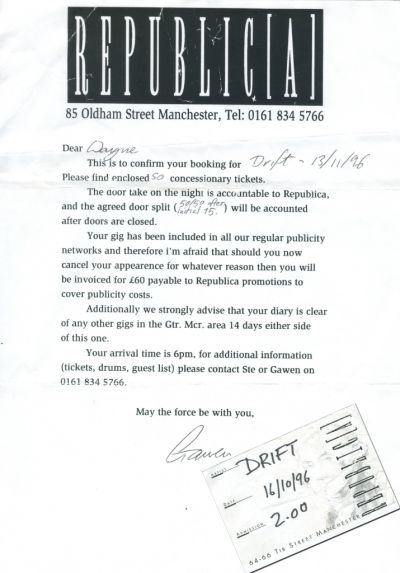 REPUBLIC[A]
85 Oldham Street Manchester, Tel: 0161 834 5766
Dear Wayne
This is to confirm your booking for Drift - 13/11/96
Please find enclosed 50 concessionary tickets.
The door take on the night is accountable to Republica,
and the agreed door split (50/50 after initial 15.) will be accounted
after doors are closed.
Your gig has been included in all our regular publicity
networks and therefore i'm afraid that should you now
cancel your appearence for whatever reason then you will
be invoiced for £60 payable to Republica promotions to
cover publicity costs.
Additionally we strongly advise that your diary is clear
of any other gigs in the Gtr. Mcr. area 14 days either side
of this one.
Your arrival time is 6pm, for additional information
(tickets, drums, guest list) please contact Ste or Gawen on
0161 834 5766.
May the force be with you,
Gawen
ARTIST DRIFT
DATE 16/10/96
ADMISSION 2.00
REPUBLIC[A]
64-66 TIB STREET MANCHESTER